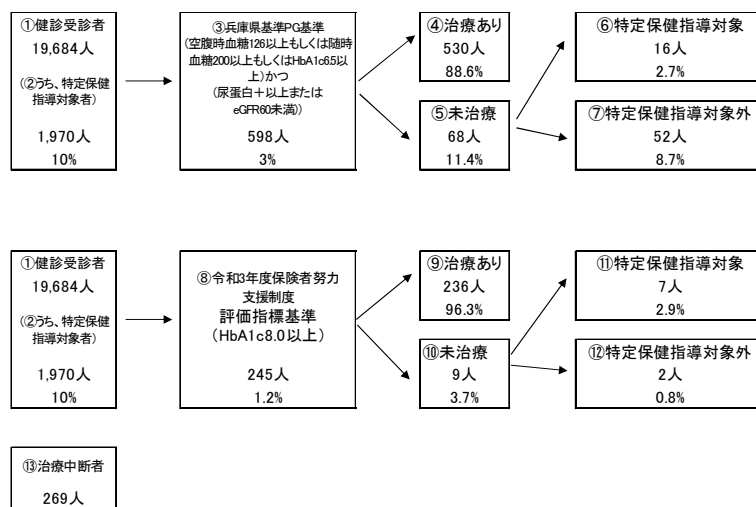 ①健診受診者
19,684人
(②うち、特定保健
指導対象者)
1,970人
10%
③兵庫県基準PG基準
(空腹時血糖126以上もしくは随時
血糖200以上もしくはHbA1c6.5以
上)かつ
(尿蛋白+以上または
eGFR60未満))
598人
3%
④治療あり
530人
88.6%
⑤未治療
68人
11.4%
⑥特定保健指導対象
16人
2.7%
⑦特定保健指導対象外
52人
8.7%
①健診受診者
19,684人
(②うち、特定保健
指導対象者)
1,970人
10%
⑧令和3年度保険者努力
支援制度
評価指標基準
(HbA1c8.0以上)
245人
1.2%
⑨治療あり
236人
96.3%
⑩未治療
9人
3.7%
⑪特定保健指導対象
7人
2.9%
⑫特定保健指導対象外
2人
0.8%
⑬治療中断者
269人